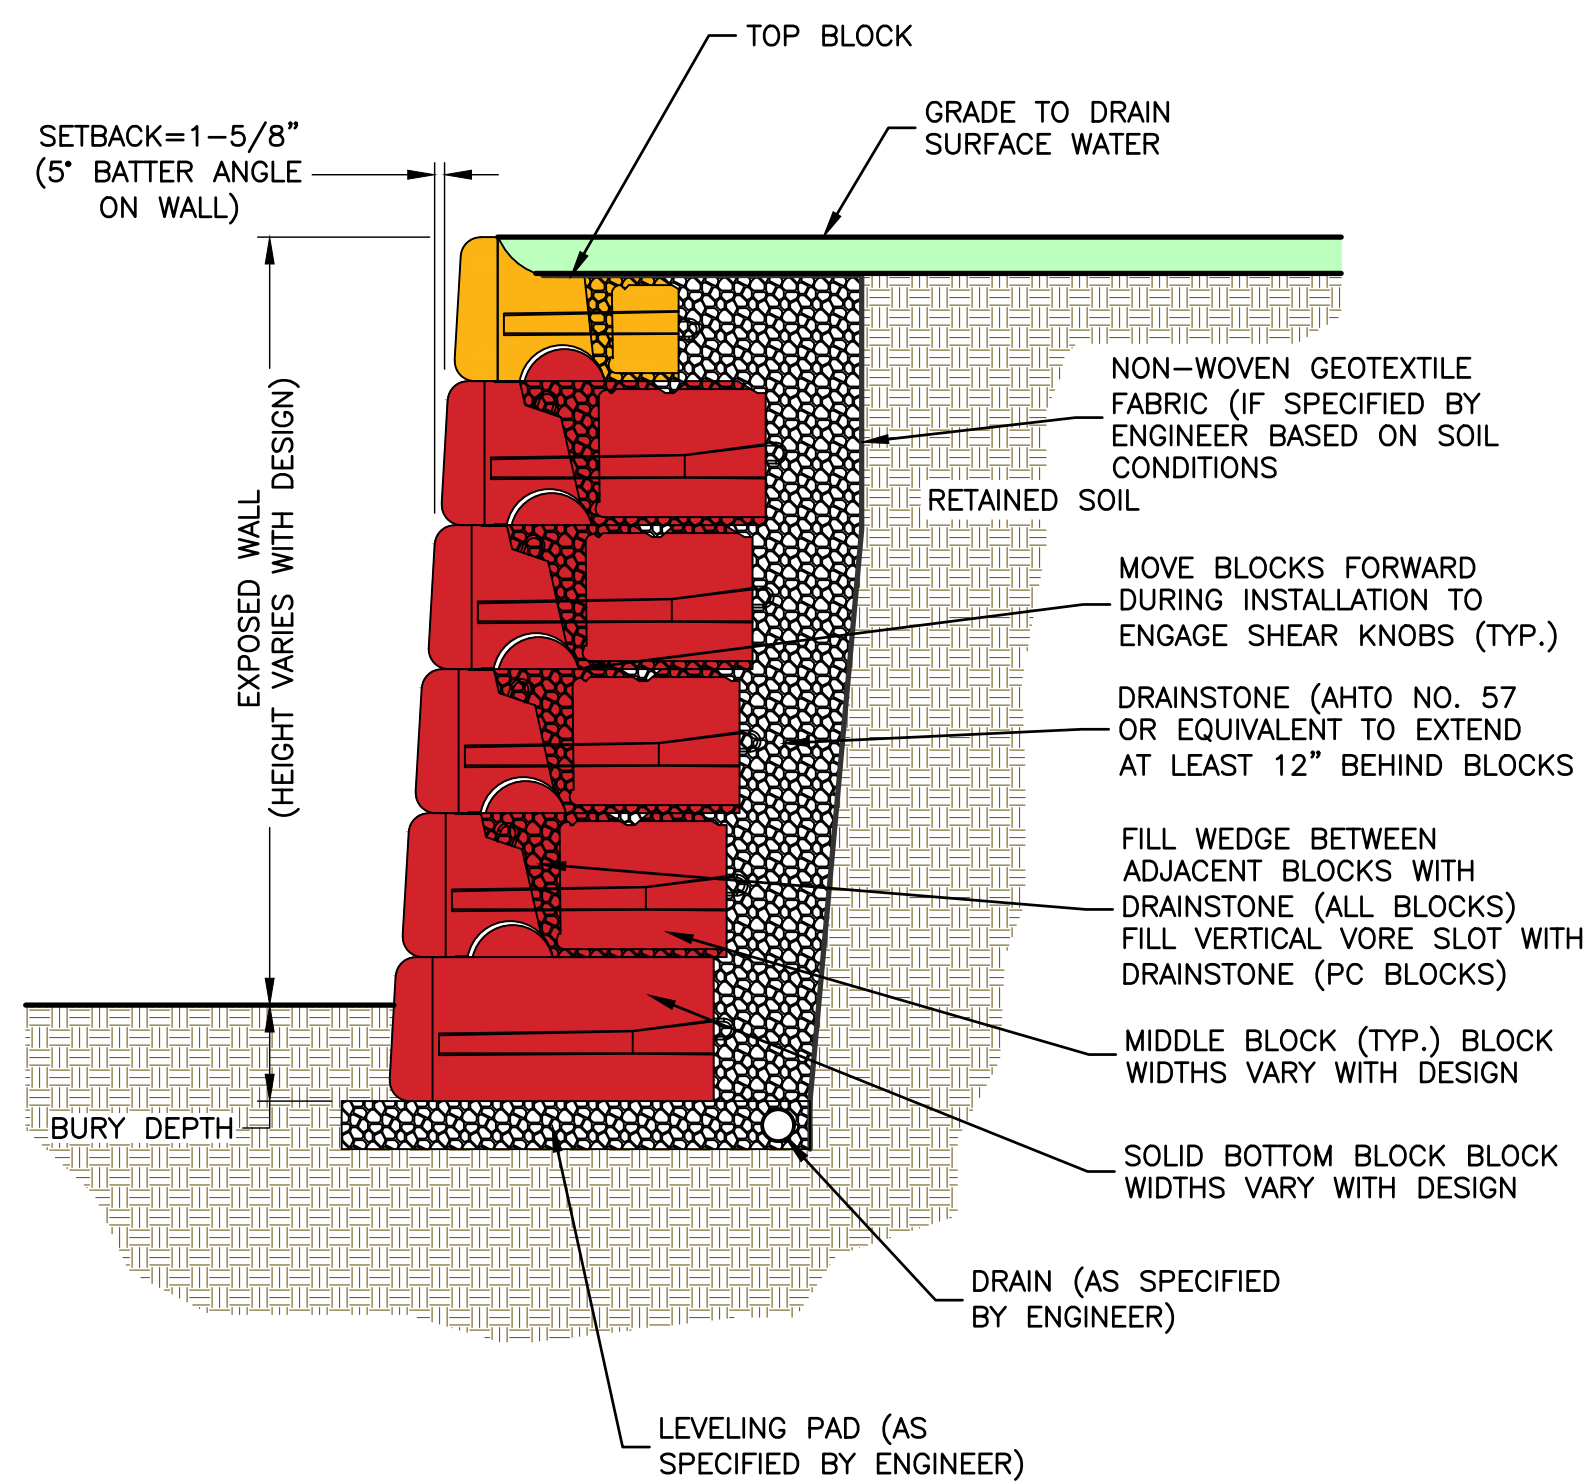 TOP BLOCK
GRADE TO DRAIN
SURFACE WATER
SETBACK=1-5/8"
(5° BATTER ANGLE
ON WALL)
EXPOSED WALL
(HEIGHT VARIES WITH DESIGN)
NON-WOVEN GEOTEXTILE
FABRIC (IF SPECIFIED BY
ENGINEER BASED ON SOIL
CONDITIONS
RETAINED SOIL
MOVE BLOCKS FORWARD
DURING INSTALLATION TO
ENGAGE SHEAR KNOBS (TYP.)
DRAINSTONE (AHTO NO. 57
OR EQUIVALENT TO EXTEND
AT LEAST 12" BEHIND BLOCKS
FILL WEDGE BETWEEN
ADJACENT BLOCKS WITH
DRAINSTONE (ALL BLOCKS)
FILL VERTICAL VORE SLOT WITH
DRAINSTONE (PC BLOCKS)
MIDDLE BLOCK (TYP.) BLOCK
WIDTHS VARY WITH DESIGN
BURY DEPTH
SOLID BOTTOM BLOCK BLOCK
WIDTHS VARY WITH DESIGN
DRAIN (AS SPECIFIED
BY ENGINEER)
LEVELING PAD (AS
SPECIFIED BY ENGINEER)